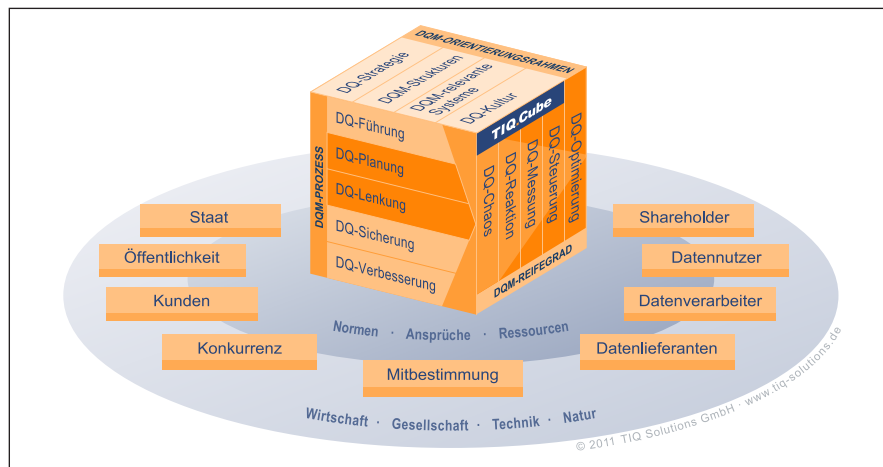 DQM-ORIENTIERUNGSRAHMEN
DQ-Strategie
DQM-Strukturen
DQM-relevante
Systeme
DQ-Kultur
TIQ.Cube
DQM-PROZESS
DQ-Führung
DQ-Planung
DQ-Lenkung
DQ-Sicherung
DQ-Verbesserung
DQ-Chaos
DQ-Reaktion
DQ-Messung
DQ-Steuerung
DQ-Optimierung
DQM-REIFEGRAD
Staat
Öffentlichkeit
Kunden
Konkurrenz
Mitbestimmung
Shareholder
Datennutzer
Datenverarbeiter
Datenlieferanten
Normen · Ansprüche · Ressourcen
Wirtschaft · Gesellschaft · Technik · Natur
© 2011 TIQ Solutions GmbH · www.tiq-solutions.de